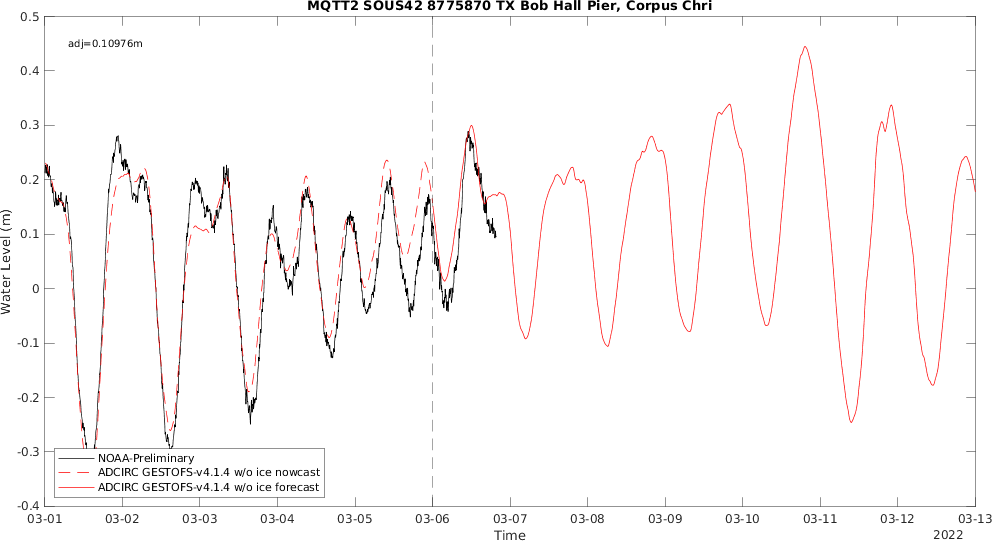 MQTT2 SOUS42 8775870 TX Bob Hall Pier, Corpus Chri
0.5
adj=0.10976m
0.4
0.3
0.2
0.1
0
-0.1
-0.2
-0.3
-0.4
Water Level (m)
NOAA-Preliminary
ADCIRC GESTOFS-v4.1.4 w/o ice nowcast
ADCIRC GESTOFS-v4.1.4 w/o ice forecast
03-01 03-02 03-03 03-04 03-05 03-06 03-07 03-08 03-09 03-10 03-11 03-12 03-13
Time
2022